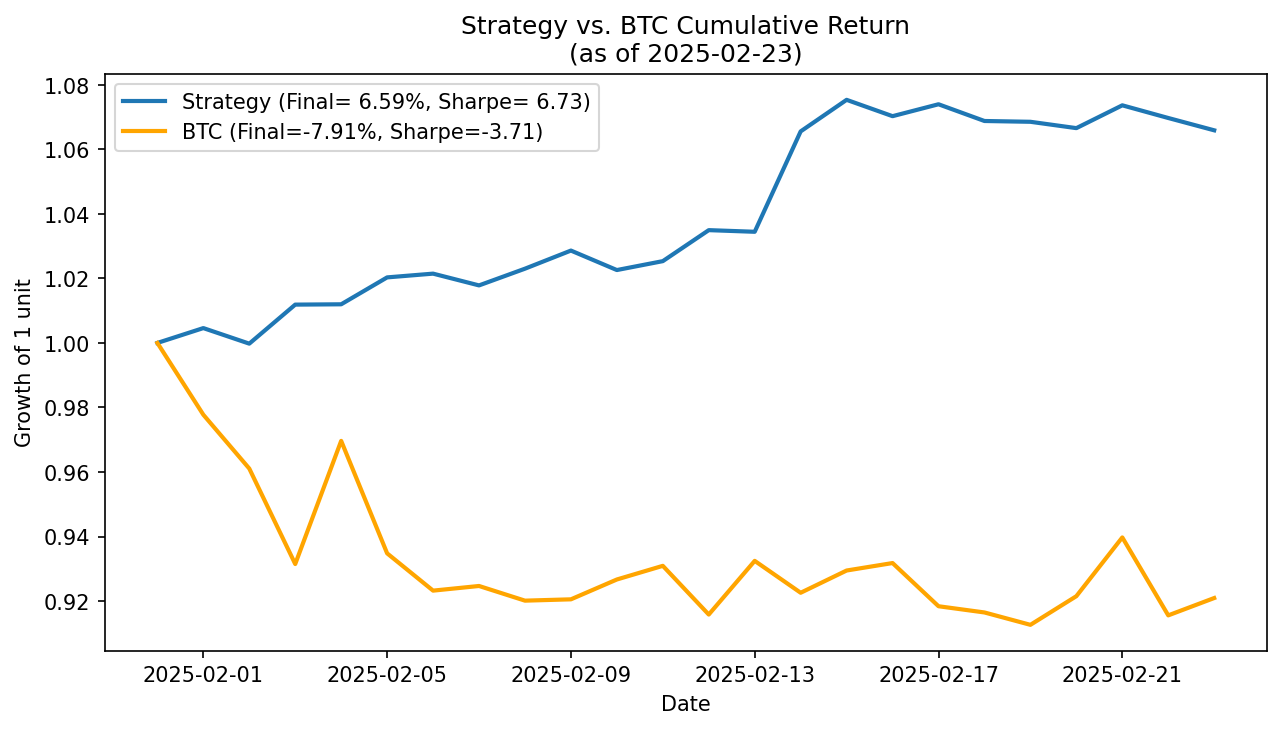 Strategy vs. BTC Cumulative Return
(as of 2025-02-23)
Strategy (Final= 6.59%, Sharpe= 6.73)
BTC (Final=-7.91%, Sharpe=-3.71)
Growth of 1 unit
1.08
1.06
1.04
1.02
1.00
0.98
0.96
0.94
0.92
2025-02-01
2025-02-05
2025-02-09
2025-02-13
2025-02-17
2025-02-21
Date